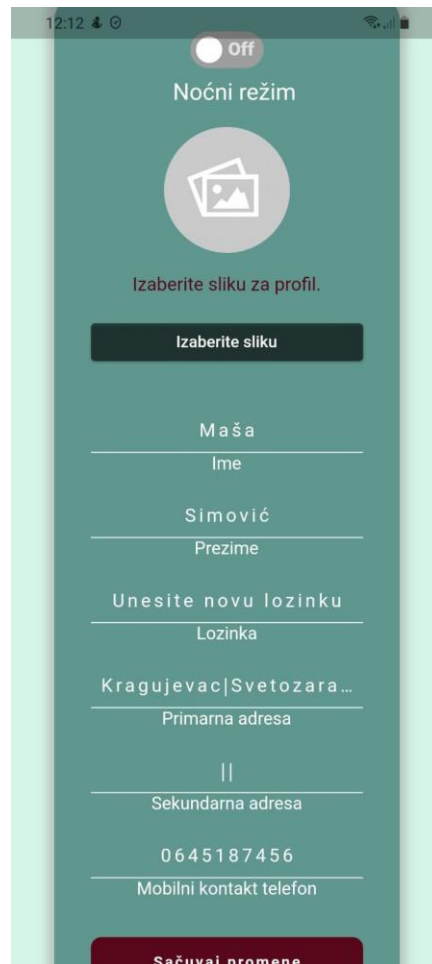 12:12
Off
Noćni režim
Izaberite sliku za profil.
Izaberite sliku
Maša
Ime
Simović
Prezime
Unesite novu lozinku
Lozinka
Kragujevac|Svetozara…
Primarna adresa
||
Sekundarna adresa
0645187456
Mobilni kontakt telefon
Sačuvaj promene